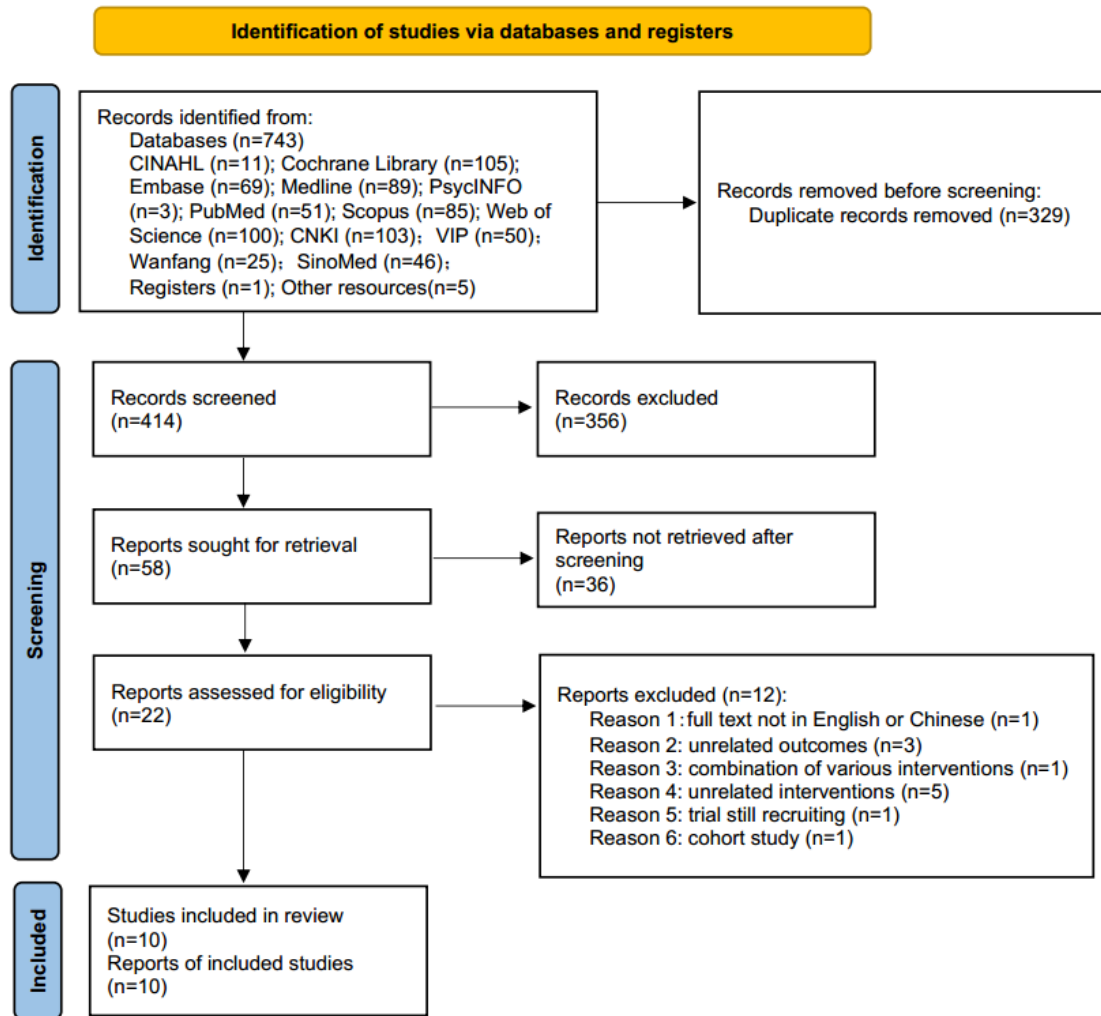 Identification of studies via databases and registers
Identification
Records identified from:
Databases (n=743)
CINAHL (n=11); Cochrane Library (n=105);
Embase (n=69); Medline (n=89); PsycINFO
(n=3); PubMed (n=51); Scopus (n=85); Web of
Science (n=100); CNKI (n=103)；VIP (n=50)；
Wanfang (n=25)；SinoMed (n=46)；
Registers (n=1); Other resources(n=5)
Records removed before screening:
Duplicate records removed (n=329)
Screening
Records screened
(n=414)
Records excluded
(n=356)
Reports sought for retrieval
(n=58)
Reports not retrieved after
screening
(n=36)
Reports assessed for eligibility
(n=22)
Reports excluded (n=12):
Reason 1：full text not in English or Chinese (n=1)
Reason 2: unrelated outcomes (n=3)
Reason 3: combination of various interventions (n=1)
Reason 4: unrelated interventions (n=5)
Reason 5: trial still recruiting (n=1)
Reason 6: cohort study (n=1)
Included
Studies included in review
(n=10)
Reports of included studies
(n=10)